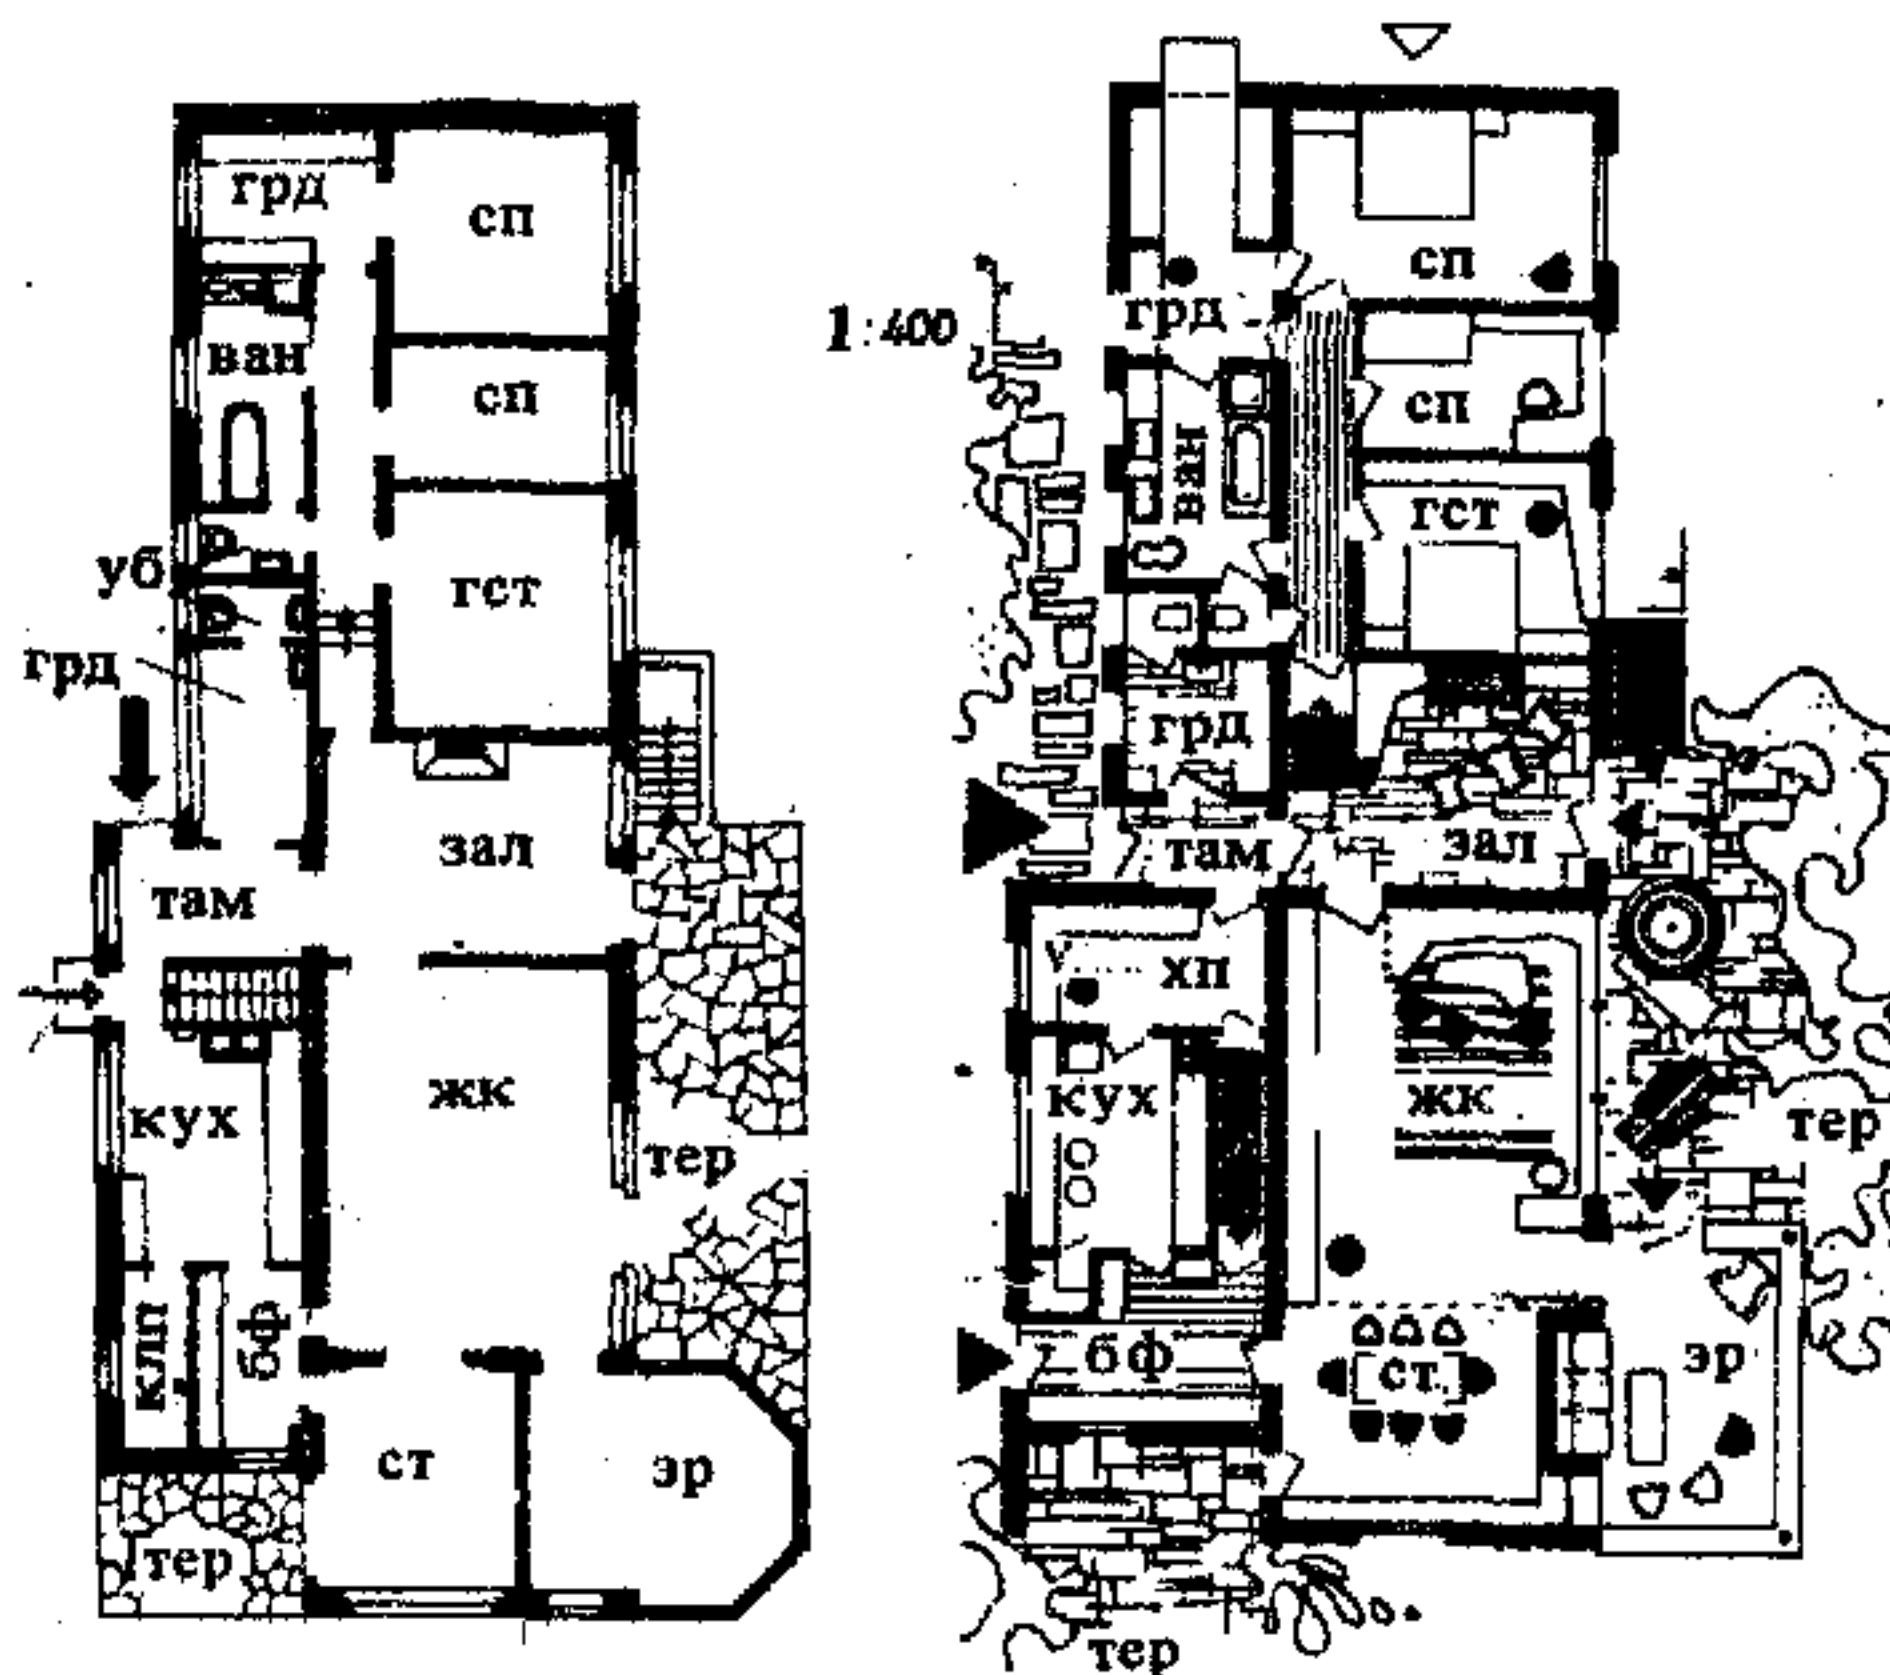 грд
сп
ван
сп
уб
гст
грд
зал
там
жк
кух
тер
клп
бф
ст
эр
тер
1:400
сп
грд
сп
ван
гст
грд
там
зал
хп
кух
жк
тер
бф
ст.
эр
тер